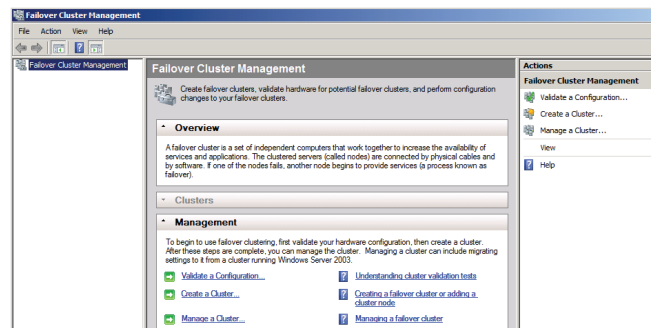 Failover Cluster Management
File Action View Help
Failover Cluster Management
Failover Cluster Management
Create failover clusters, validate hardware for potential failover clusters, and perform configuration
changes to your failover clusters.
Overview
A failover cluster is a set of independent computers that work together to increase the availability of
services and applications. The clustered servers (called nodes) are connected by physical cables and
by software. If one of the nodes fails, another node begins to provide services (a process known as
failover).
Clusters
Management
To begin to use failover clustering, first validate your hardware configuration, then create a cluster.
After these steps are complete, you can manage the cluster. Managing a cluster can include migrating
settings to it from a cluster running Windows Server 2003.
Validate a Configuration...
Understanding cluster validation tests
Create a Cluster...
Creating a failover cluster or adding a
cluster node
Manage a Cluster...
Managing a failover cluster
Actions
Failover Cluster Management
Validate a Configuration...
Create a Cluster...
Manage a Cluster...
View
Help